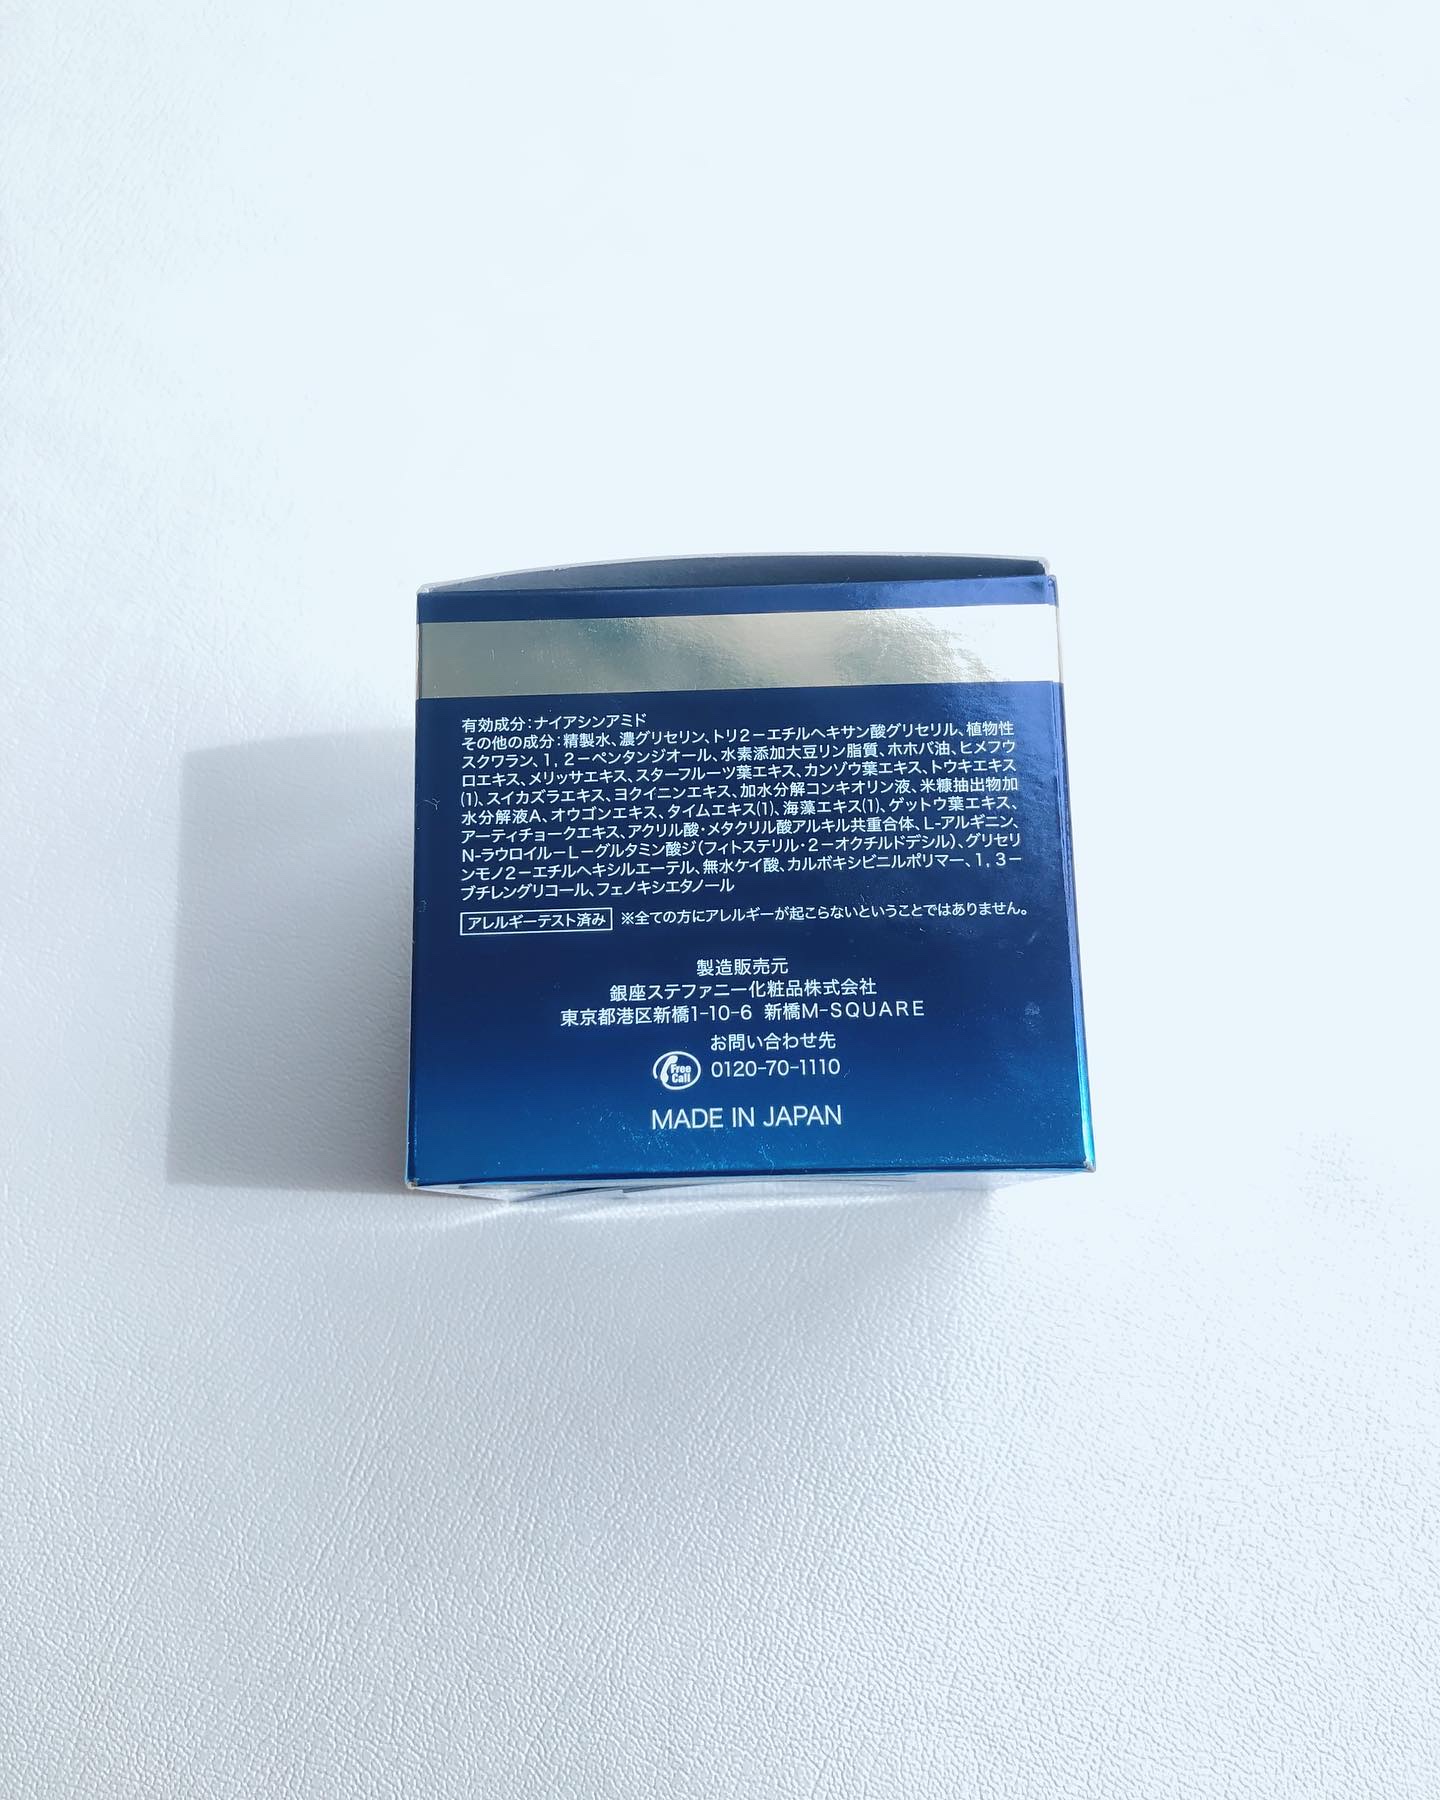 有効成分:ナイアシンアミド
その他の成分:精製水、濃グリセリン、トリ2-エチルヘキサン酸グリセリル、植物性
スクワラン、1,2-ペンタンジオール、水素添加大豆リン脂質、ホホバ油、ヒメフウ
ロエキス、メリッサエキス、スターフルーツ葉エキス、カンゾウ葉エキス、トウキエキス
(1)、スイカズラエキス、ヨクイニンエキス、加水分解コンキオリン液、米糠抽出物加
水分解液A、オウゴンエキス、タイムエキス(1)、海藻エキス(1)、ゲットウ葉エキス、
アーティチョークエキス、アクリル酸・メタクリル酸アルキル共重合体、L-アルギニン、
N-ラウロイル-L-グルタミン酸ジ(フィトステリル・2-オクチルドデシル)、グリセリ
ンモノ2-エチルヘキシルエーテル、無水ケイ酸、カルボキシビニルポリマー、1,3-
ブチレングリコール、フェノキシエタノール
アレルギーテスト済み ※全ての方にアレルギーが起こらないということではありません。
製造販売元
銀座ステファニー化粧品株式会社
東京都港区新橋1-10-6 新橋M-SQUARE
お問い合わせ先
Free Call 0120-70-1110
MADE IN JAPAN